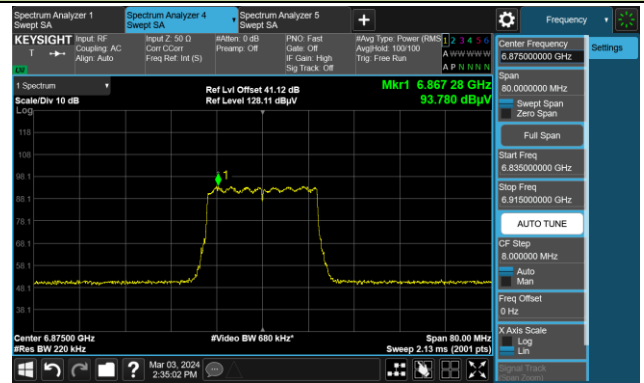 Spectrum Analyzer 1
Swept SA
Spectrum Analyzer 4
Swept SA
Spectrum Analyzer 5
Swept SA
Frequency
KEYSIGHT
Input: RF
Coupling: AC
Align: Auto
Input Z: 50 Ω
Corr CCorr
Freq Ref: Int (S)
#Atten: 0 dB
Preamp: Off
PNO: Fast
Gate: Off
IF Gain: High
Sig Track: Off
#Avg Type: Power (RMS)
Avg|Hold: 100/100
Trig: Free Run
1 2 3 4 5 6
A W W W W W
A P N N N N
1 Spectrum
Scale/Div 10 dB
Log
Ref Lvl Offset 41.12 dB
Ref Level 128.11 dBµV
Mkr1 6.867 28 GHz
93.780 dBµV
118
108
98.1
88.1
78.1
68.1
58.1
48.1
38.1
1
Center 6.87500 GHz
#Res BW 220 kHz
#Video BW 680 kHz*
Span 80.00 MHz
Sweep 2.13 ms (2001 pts)
Mar 03, 2024
2:35:02 PM
Center Frequency
6.875000000 GHz
Settings
Span
80.0000000 MHz
Swept Span
Zero Span
Full Span
Start Freq
6.835000000 GHz
Stop Freq
6.915000000 GHz
AUTO TUNE
CF Step
8.000000 MHz
Auto
Man
Freq Offset
0 Hz
X Axis Scale
Log
Lin
Signal Track
(Span Zoom)